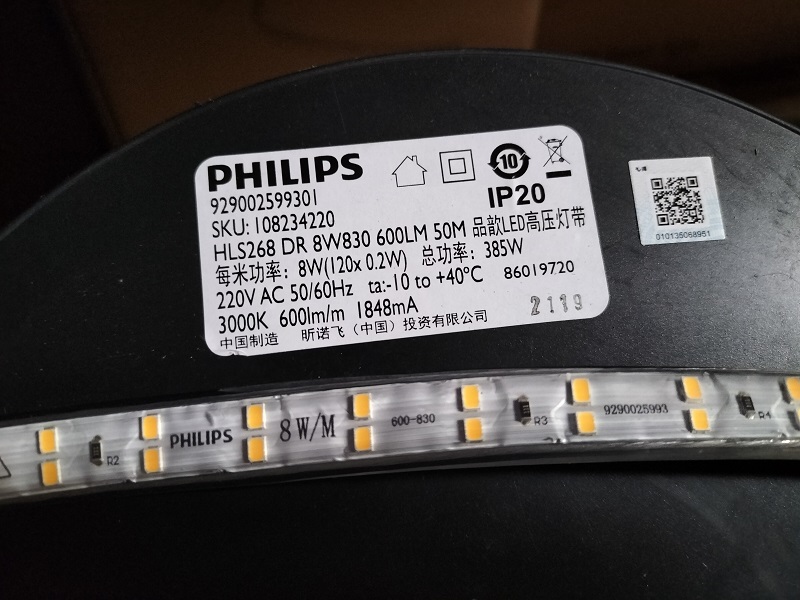 PHILIPS
929002599301
SKU: 108234220
10
IP20
HLS268 DR 8W830 600LM 50M 品歆LED高压灯带
每米功率：8W(120x 0.2W) 总功率：385W
220V AC 50/60Hz ta:-10 to +40°C 86019720
3000K 600lm/m 1848mA
2119
中国制造 昕诺飞（中国）投资有限公司
010135068951
R2 PHILIPS 8W/M 600-830 R3 9290025993 R4